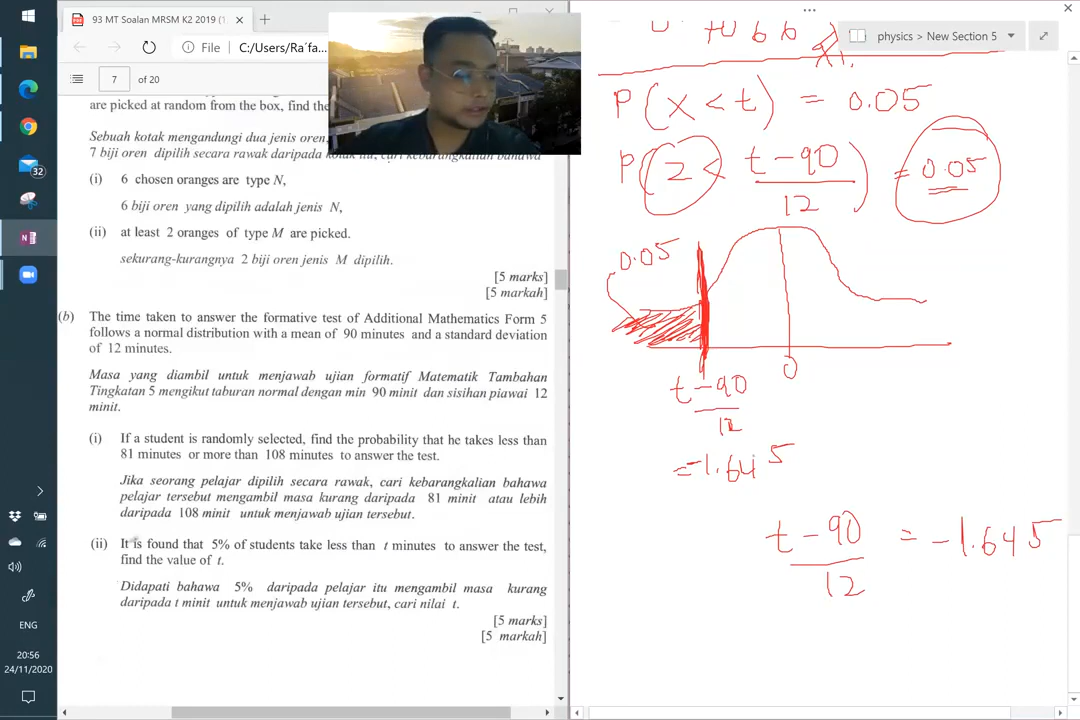 93 MT Soalan MRSM K2 2019 (1
File
C:/Users/Ra'fa...
7
of 20
are picked at random from the box, find the
Sebuah kotak mengandungi dua jenis oren.
7 biji oren dipilih secara rawak daripada kotak itu, cari kebarangkalian bahawa
(i) 6 chosen oranges are type N,
6 biji oren yang dipilih adalah jenis N,
(ii) at least 2 oranges of type M are picked.
sekurang-kurangnya 2 biji oren jenis M dipilih.
[5 marks]
[5 markah]
(b) The time taken to answer the formative test of Additional Mathematics Form 5
follows a normal distribution with a mean of 90 minutes and a standard deviation
of 12 minutes.
Masa yang diambil untuk menjawab ujian formatif Matematik Tambahan
Tingkatan 5 mengikut taburan normal dengan min 90 minit dan sisihan piawai 12
minit.
(i) If a student is randomly selected, find the probability that he takes less than
81 minutes or more than 108 minutes to answer the test.
Jika seorang pelajar dipilih secara rawak, cari kebarangkalian bahawa
pelajar tersebut mengambil masa kurang daripada 81 minit atau lebih
daripada 108 minit untuk menjawab ujian tersebut.
(ii) It is found that 5% of students take less than t minutes to answer the test,
find the value of t.
Didapati bahawa 5% daripada pelajar itu mengambil masa kurang
daripada t minit untuk menjawab ujian tersebut, cari nilai t.
[5 marks]
[5 markah]
32
ENG
20:56
24/11/2020
physics > New Section 5
P(X < t) = 0.05
P(Z < t - 90 / 12) = 0.05
0.05
0
t - 90
12
= -1.645
t - 90 = -1.645
12